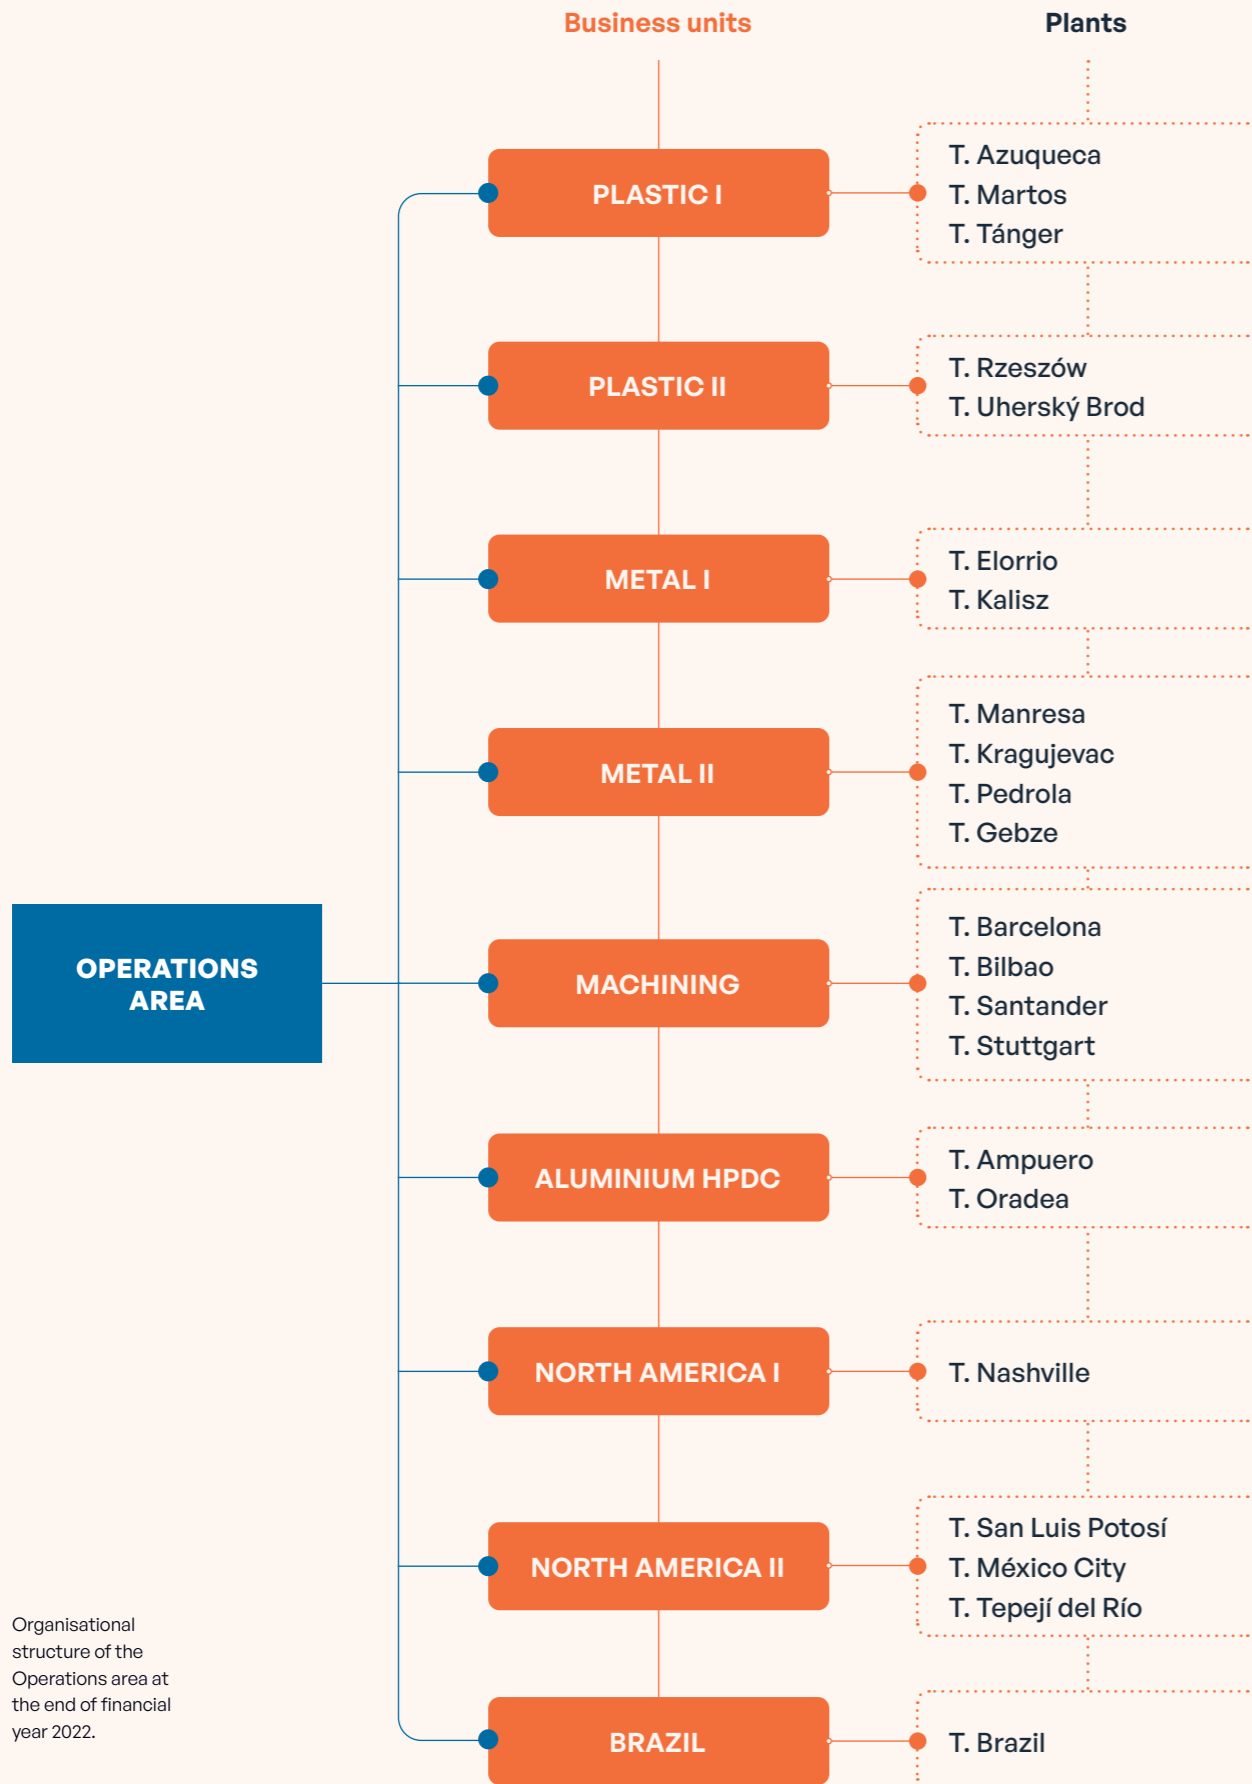 Business units
Plants
PLASTIC I
T. Azuqueca
T. Martos
T. Tánger
PLASTIC II
T. Rzeszów
T. Uherský Brod
METAL I
T. Elorrio
T. Kalisz
METAL II
T. Manresa
T. Kragujevac
T. Pedrola
T. Gebze
OPERATIONS
AREA
MACHINING
T. Barcelona
T. Bilbao
T. Santander
T. Stuttgart
ALUMINIUM HPDC
T. Ampuero
T. Oradea
NORTH AMERICA I
T. Nashville
NORTH AMERICA II
T. San Luis Potosí
T. México City
T. Tepejí del Río
Organisational
structure of the
Operations area at
the end of financial
year 2022.
BRAZIL
T. Brazil